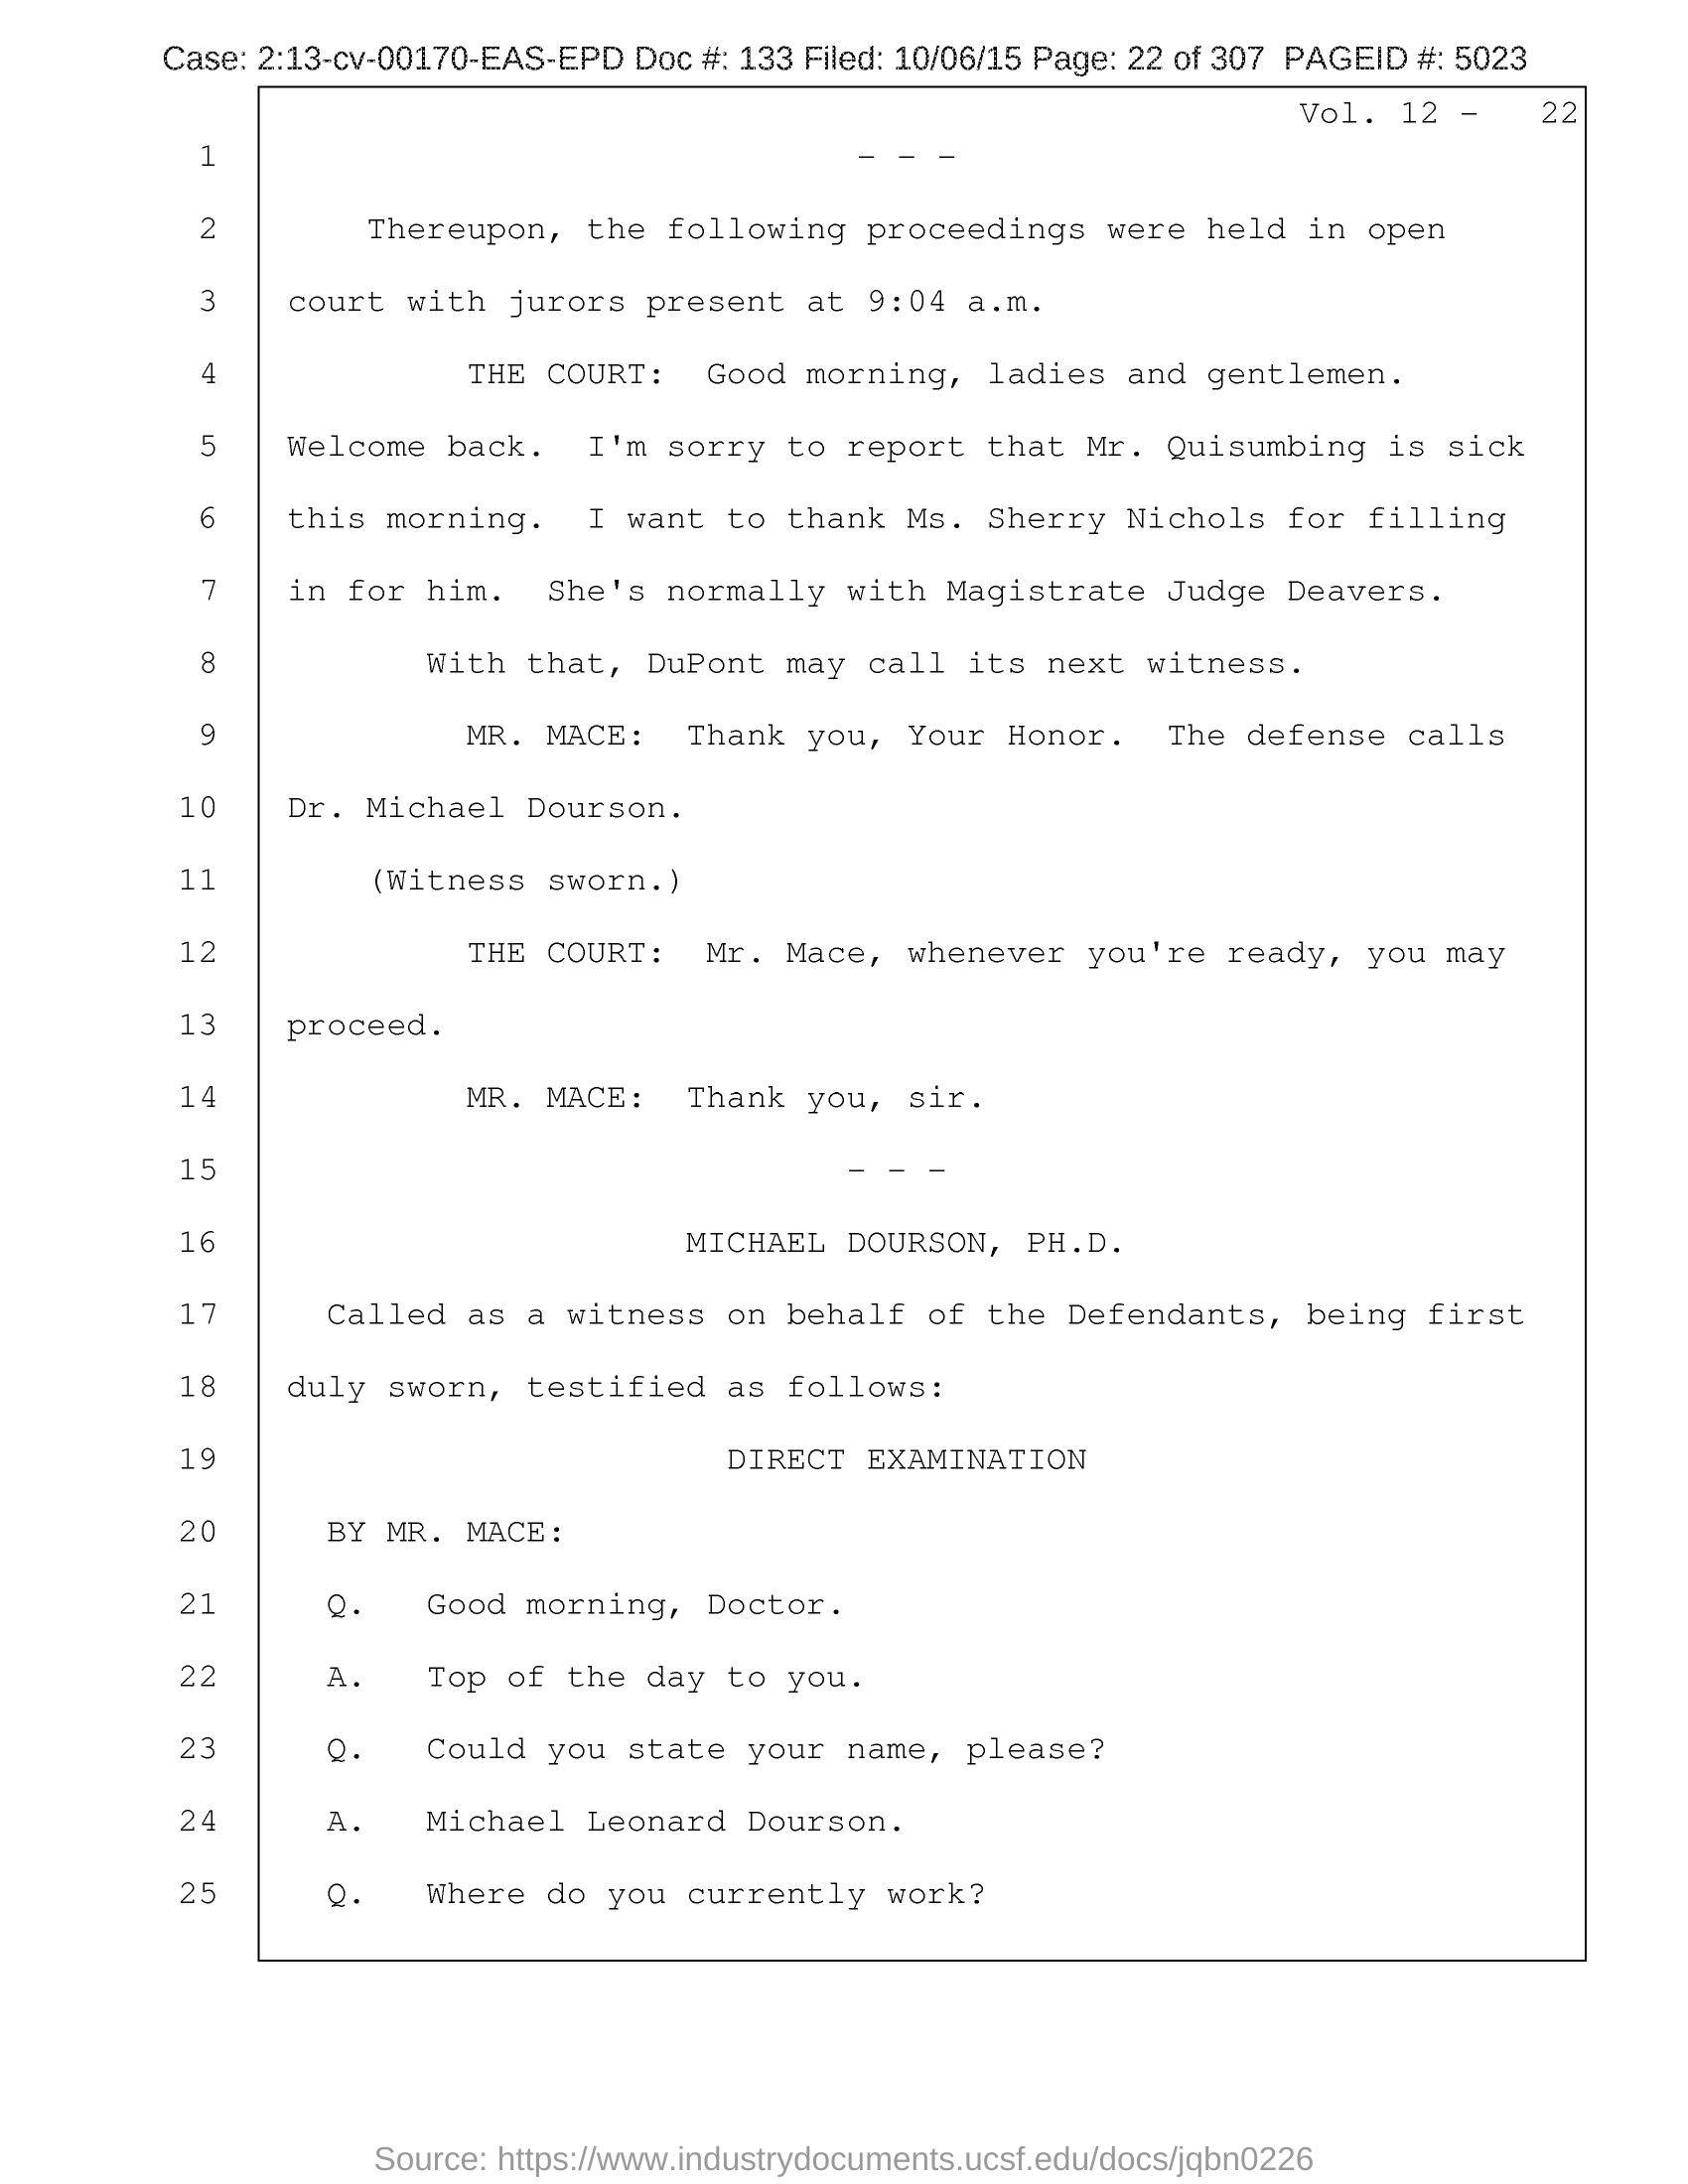 Case: 2:13-cv-00170-EAS-EPD Doc #: 133 Filed: 10/06/15 Page: 22 of 307 PAGEID #: 5023
Vol. 12 - 22
1 - - -
2 Thereupon, the following proceedings were held in open
3 court with jurors present at 9:04 a.m.
4 THE COURT: Good morning, ladies and gentlemen.
5 Welcome back. I'm sorry to report that Mr. Quisumbing is sick
6 this morning. I want to thank Ms. Sherry Nichols for filling
7 in for him. She's normally with Magistrate Judge Deavers.
8 With that, DuPont may call its next witness.
9 MR. MACE: Thank you, Your Honor. The defense calls
10 Dr. Michael Dourson.
11 (Witness sworn.)
12 THE COURT: Mr. Mace, whenever you're ready, you may
13 proceed.
14 MR. MACE: Thank you, sir.
15 - - -
16 MICHAEL DOURSON, PH.D.
17 Called as a witness on behalf of the Defendants, being first
18 duly sworn, testified as follows:
19 DIRECT EXAMINATION
20 BY MR. MACE:
21 Q. Good morning, Doctor.
22 A. Top of the day to you.
23 Q. Could you state your name, please?
24 A. Michael Leonard Dourson.
25 Q. Where do you currently work?
Source: https://www.industrydocuments.ucsf.edu/docs/jqbn0226